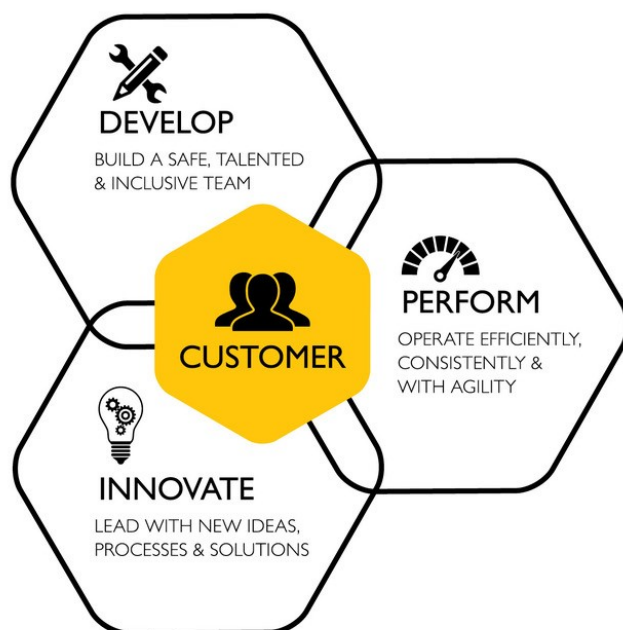 DEVELOP
BUILD A SAFE, TALENTED
& INCLUSIVE TEAM
CUSTOMER
PERFORM
OPERATE EFFICIENTLY,
CONSISTENTLY &
WITH AGILITY
INNOVATE
LEAD WITH NEW IDEAS,
PROCESSES & SOLUTIONS